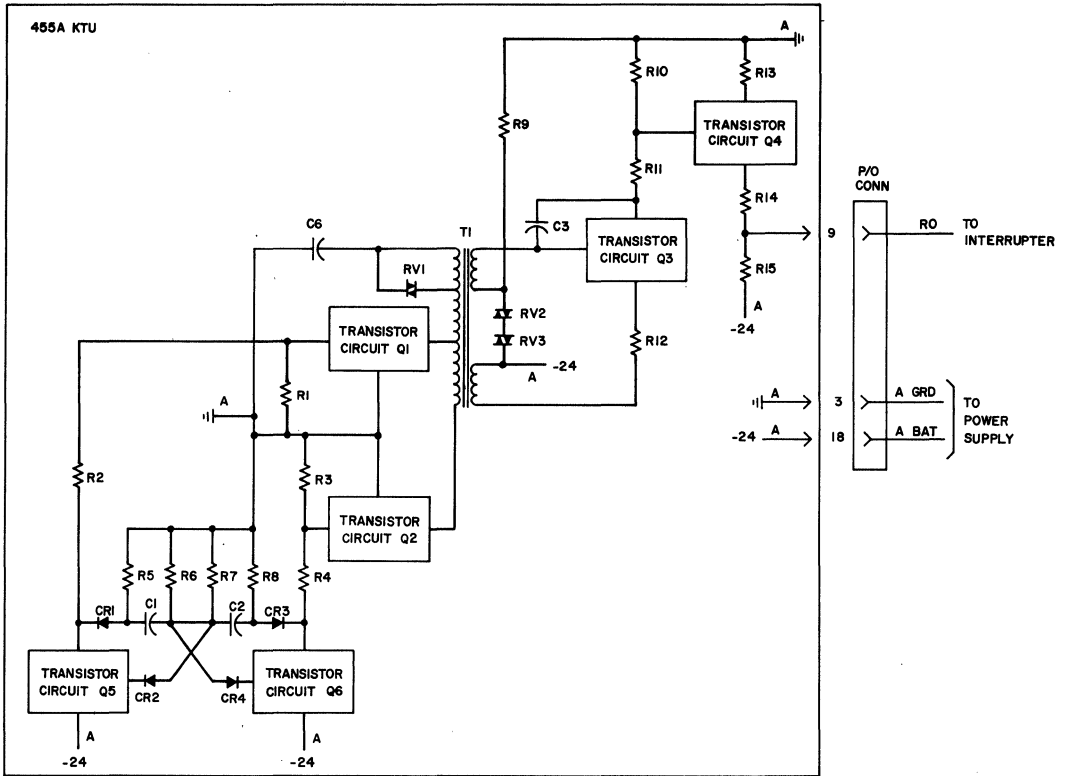 455A KTU
A
R10
R13
R9
TRANSISTOR
CIRCUIT Q4
R11
P/O
CONN
R14
C6
T1
C3
TRANSISTOR
CIRCUIT Q3
9
RO
TO
INTERRUPTER
RV1
R15
A
-24
RV2
TRANSISTOR
CIRCUIT Q1
RV3
R12
A
-24
R1
A
A
3
A GRD
-24
A
18
A BAT
TO
POWER
SUPPLY
R2
R3
TRANSISTOR
CIRCUIT Q2
R5
R6
R7
R8
R4
CR1
C1
C2
CR3
TRANSISTOR
CIRCUIT Q5
CR2
CR4
TRANSISTOR
CIRCUIT Q6
A
-24
A
-24